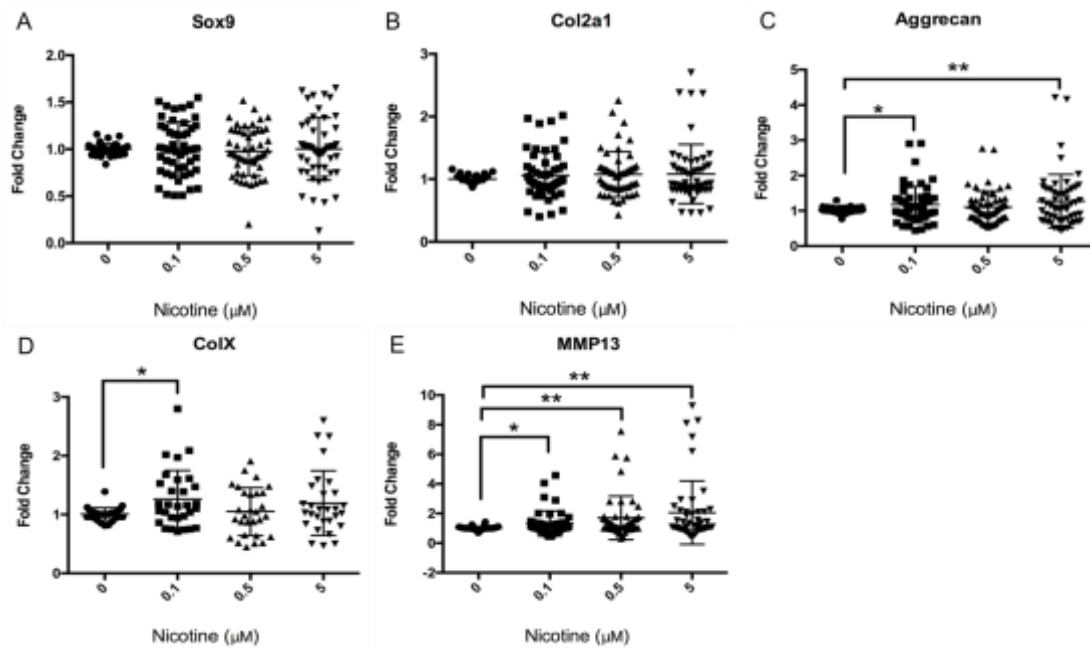 A
Sox9
Fold Change
2.0
1.5
1.0
0.5
0.0
0
0.1
0.5
5
Nicotine (μM)
B
Col2a1
Fold Change
3
2
1
0
0
0.1
0.5
5
Nicotine (μM)
C
Aggrecan
Fold Change
5
4
3
2
1
0
*
**
0
0.1
0.5
5
Nicotine (μM)
D
ColX
Fold Change
3
2
1
0
*
0
0.1
0.5
5
Nicotine (μM)
E
MMP13
Fold Change
10
8
6
4
2
0
-2
*
**
**
0
0.1
0.5
5
Nicotine (μM)